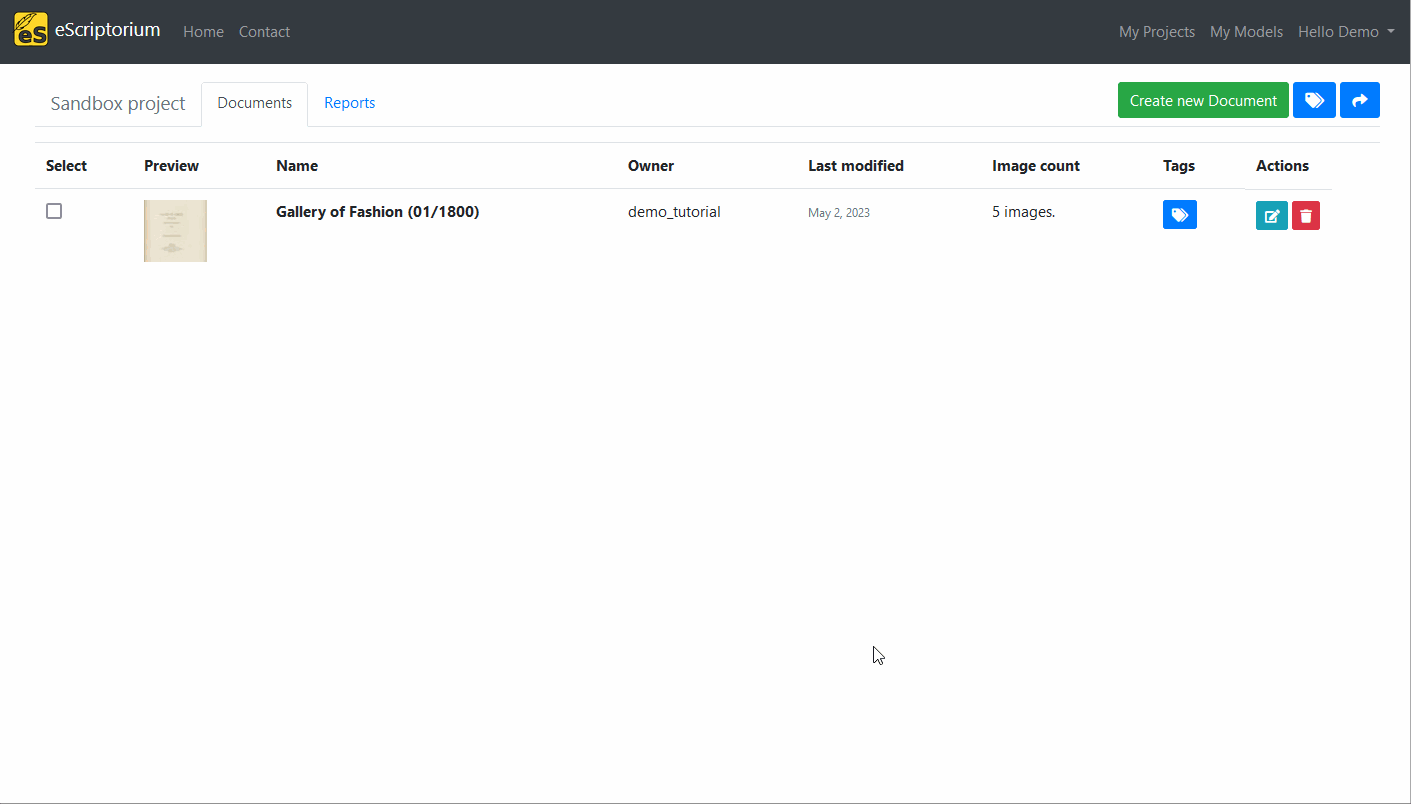 eS eScriptorium Home Contact My Projects My Models Hello Demo
Sandbox project Documents Reports Create new Document
Select Preview Name Owner Last modified Image count Tags Actions
Gallery of Fashion (01/1800) demo_tutorial May 2, 2023 5 images.